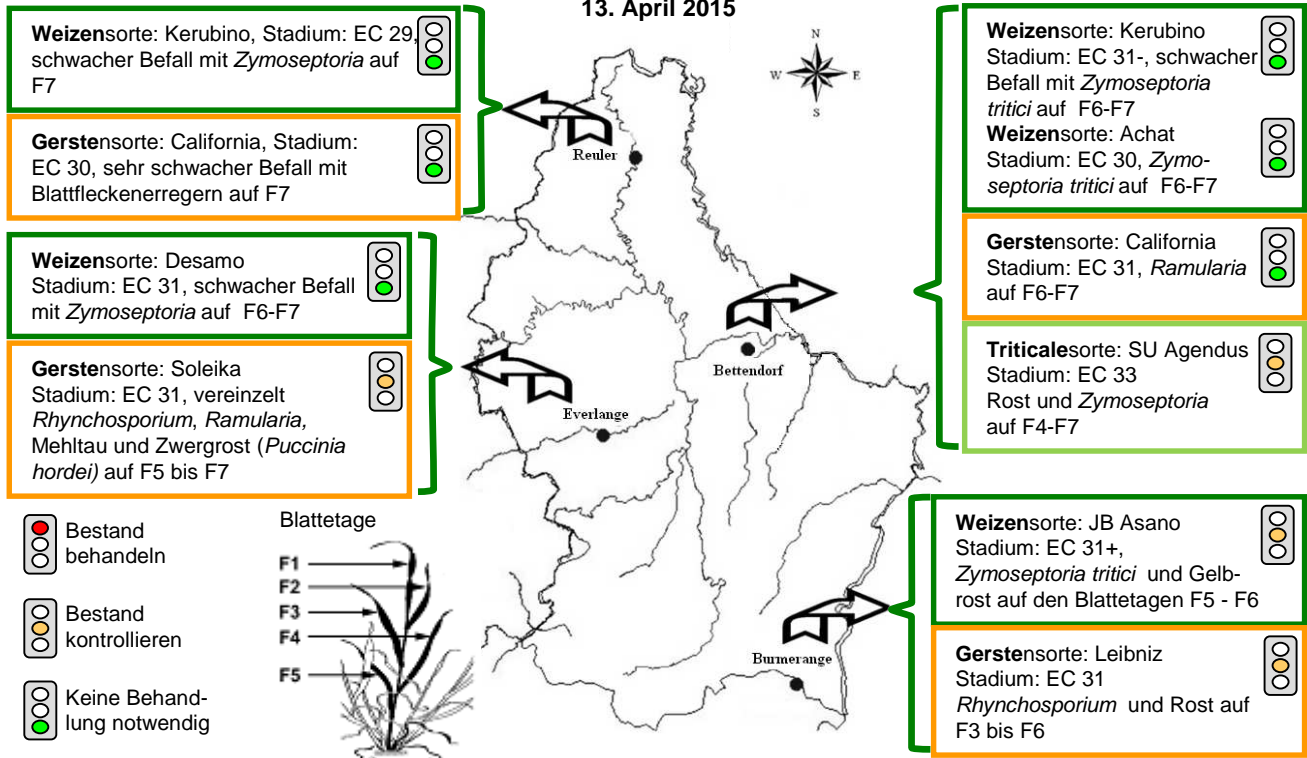 13. April 2015
Weizensorte: Kerubino, Stadium: EC 29,
schwacher Befall mit Zymoseptoria auf
F7
Gerstensorte: California, Stadium:
EC 30, sehr schwacher Befall mit
Blattfleckenerregern auf F7
Weizensorte: Desamo
Stadium: EC 31, schwacher Befall
mit Zymoseptoria auf F6-F7
Gerstensorte: Soleika
Stadium: EC 31, vereinzelt
Rhynchosporium, Ramularia,
Mehltau und Zwergrost (Puccinia
hordei) auf F5 bis F7
Bestand
behandeln
Bestand
kontrollieren
Keine Behand-
lung notwendig
Blattetage
F1
F2
F3
F4
F5
N
W E
S
Reuler
Bettendorf
Everlange
Burmerange
Weizensorte: Kerubino
Stadium: EC 31-, schwacher
Befall mit Zymoseptoria
tritici auf F6-F7
Weizensorte: Achat
Stadium: EC 30, Zymo-
septoria tritici auf F6-F7
Gerstensorte: California
Stadium: EC 31, Ramularia
auf F6-F7
Triticalesorte: SU Agendus
Stadium: EC 33
Rost und Zymoseptoria
auf F4-F7
Weizensorte: JB Asano
Stadium: EC 31+,
Zymoseptoria tritici und Gelb-
rost auf den Blattetagen F5 - F6
Gerstensorte: Leibniz
Stadium: EC 31
Rhynchosporium und Rost auf
F3 bis F6